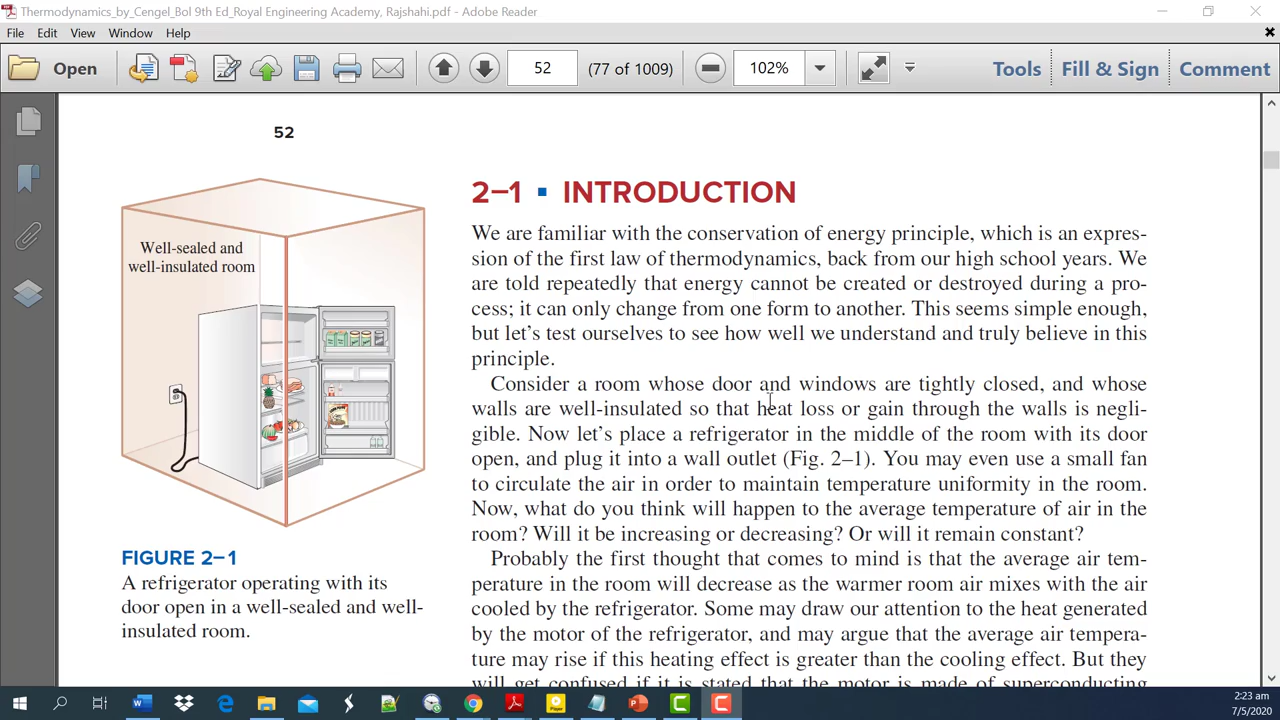 Thermodynamics_by_Cengel_Bol 9th Ed_Royal Engineering Academy, Rajshahi.pdf - Adobe Reader
File Edit View Window Help
Open 52 (77 of 1009) 102% Tools Fill & Sign Comment
52
Well-sealed and
well-insulated room
FIGURE 2–1
A refrigerator operating with its
door open in a well-sealed and well-
insulated room.
2–1 ▪ INTRODUCTION
We are familiar with the conservation of energy principle, which is an expres-
sion of the first law of thermodynamics, back from our high school years. We
are told repeatedly that energy cannot be created or destroyed during a pro-
cess; it can only change from one form to another. This seems simple enough,
but let’s test ourselves to see how well we understand and truly believe in this
principle.
Consider a room whose door and windows are tightly closed, and whose
walls are well-insulated so that heat loss or gain through the walls is negli-
gible. Now let’s place a refrigerator in the middle of the room with its door
open, and plug it into a wall outlet (Fig. 2–1). You may even use a small fan
to circulate the air in order to maintain temperature uniformity in the room.
Now, what do you think will happen to the average temperature of air in the
room? Will it be increasing or decreasing? Or will it remain constant?
Probably the first thought that comes to mind is that the average air tem-
perature in the room will decrease as the warmer room air mixes with the air
cooled by the refrigerator. Some may draw our attention to the heat generated
by the motor of the refrigerator, and may argue that the average air tempera-
ture may rise if this heating effect is greater than the cooling effect. But they
will get confused if it is stated that the motor is made of superconducting
2:23 am
7/5/2020